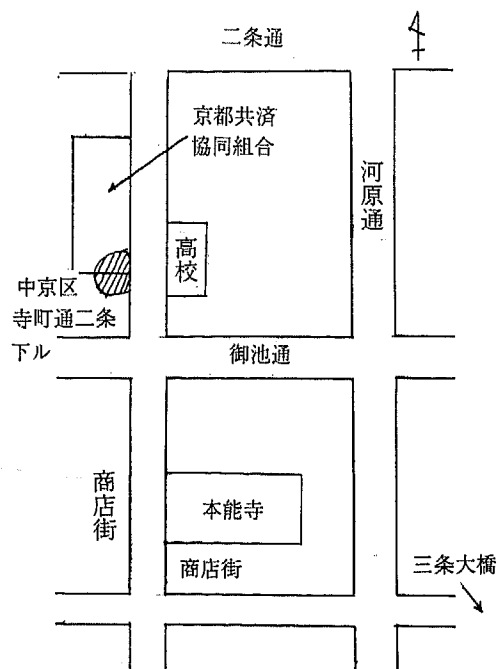 二条通
京都共済
協同組合
河原通
高校
中京区
寺町通二条
下ル
御池通
商店街
本能寺
商店街
三条大橋